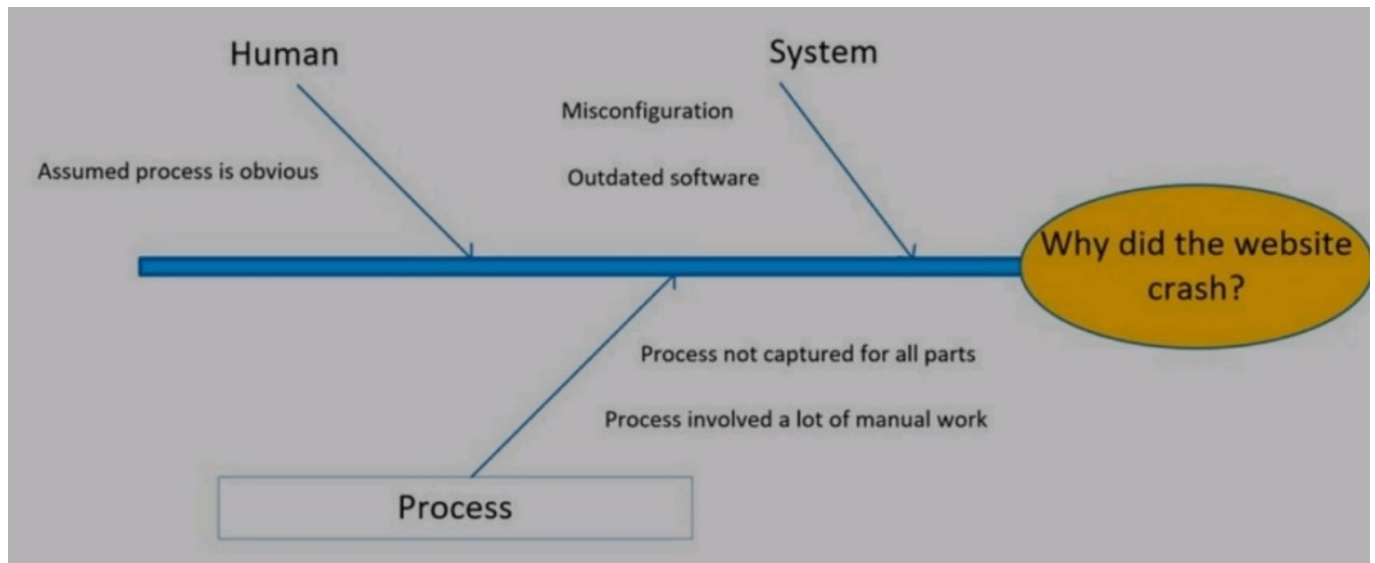 Human
System
Misconfiguration
Assumed process is obvious
Outdated software
Why did the website
crash?
Process not captured for all parts
Process involved a lot of manual work
Process